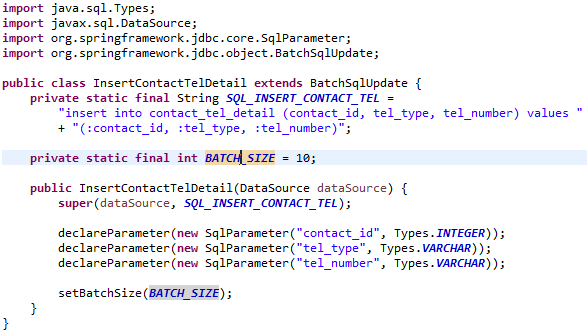 import java.sql.Types;
import javax.sql.DataSource;
import org.springframework.jdbc.core.SqlParameter;
import org.springframework.jdbc.object.BatchSqlUpdate;

public class InsertContactTelDetail extends BatchSqlUpdate {
    private static final String SQL_INSERT_CONTACT_TEL =
        "insert into contact_tel_detail (contact_id, tel_type, tel_number) values "
        + "(:contact_id, :tel_type, :tel_number)";

    private static final int BATCH_SIZE = 10;

    public InsertContactTelDetail(DataSource dataSource) {
        super(dataSource, SQL_INSERT_CONTACT_TEL);

        declareParameter(new SqlParameter("contact_id", Types.INTEGER));
        declareParameter(new SqlParameter("tel_type", Types.VARCHAR));
        declareParameter(new SqlParameter("tel_number", Types.VARCHAR));

        setBatchSize(BATCH_SIZE);
    }
}